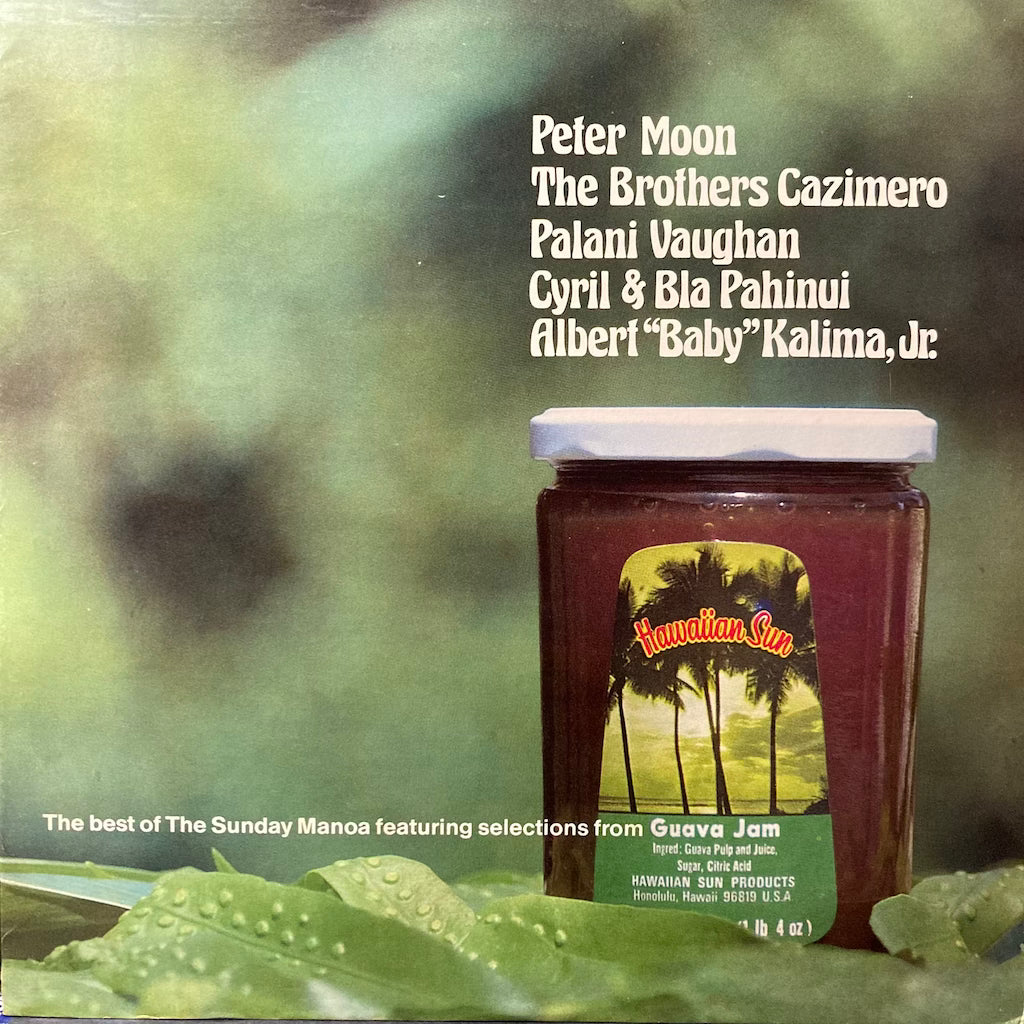 Peter Moon
The Brothers Cazimero
Palani Vaughan
Cyril & Bla Pahinui
Albert “Baby” Kalima, Jr.
Hawaiian Sun
The best of The Sunday Manoa featuring selections from Guava Jam
Ingred: Guava Pulp and Juice,
Sugar, Citric Acid
HAWAIIAN SUN PRODUCTS
Honolulu, Hawaii 96819 U.S.A
(1 lb 4 oz)